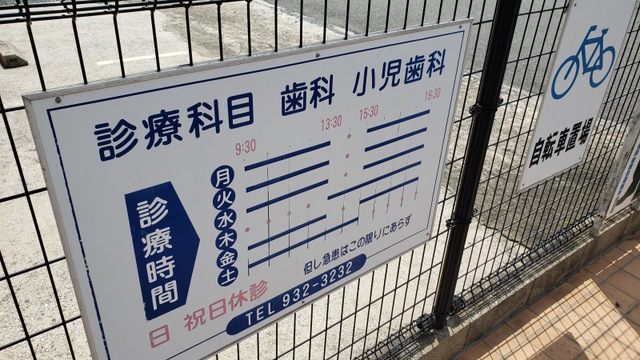 診療科目 歯科 小児歯科
9:30 13:30 15:30 19:30
診療時間
月
火
水
木
金
土
但し急患はこの限りにあらず
日 祝日休診
TEL 932-3232
自転車置場